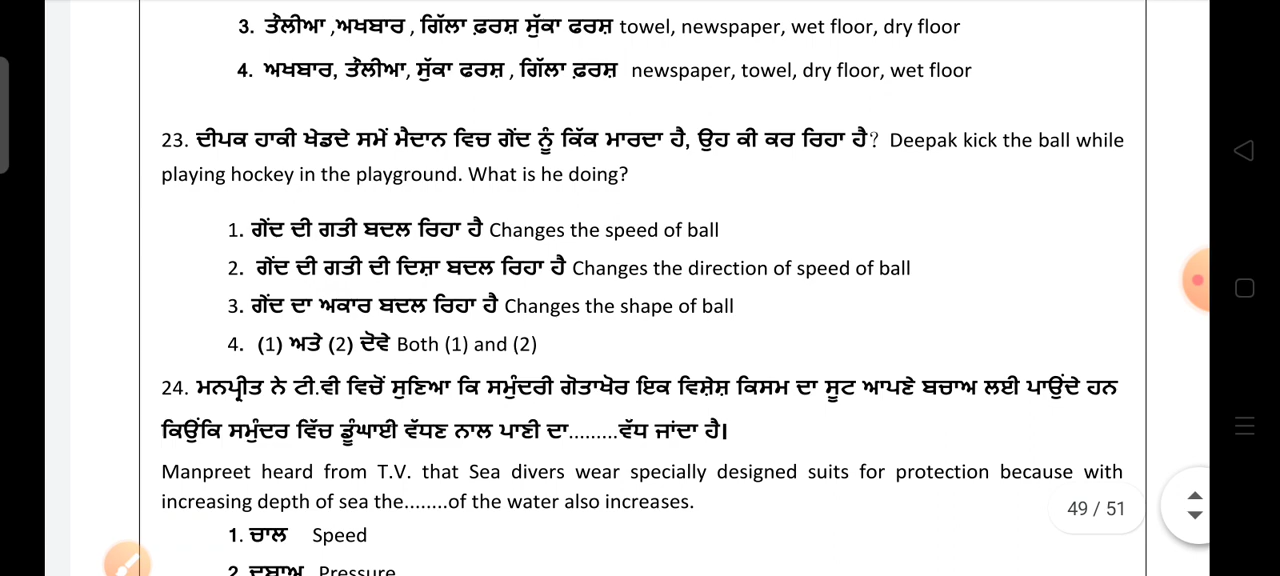 3. ਤੌਲੀਆ ,ਅਖਬਾਰ , ਗਿੱਲਾ ਫ਼ਰਸ਼ ਸੁੱਕਾ ਫਰਸ਼ towel, newspaper, wet floor, dry floor
4. ਅਖਬਾਰ, ਤੌਲੀਆ, ਸੁੱਕਾ ਫਰਸ਼ , ਗਿੱਲਾ ਫ਼ਰਸ਼ newspaper, towel, dry floor, wet floor
23. ਦੀਪਕ ਹਾਕੀ ਖੇਡਦੇ ਸਮੇਂ ਮੈਦਾਨ ਵਿਚ ਗੇਂਦ ਨੂੰ ਕਿੱਕ ਮਾਰਦਾ ਹੈ, ਉਹ ਕੀ ਕਰ ਰਿਹਾ ਹੈ? Deepak kick the ball while
playing hockey in the playground. What is he doing?
1. ਗੇਂਦ ਦੀ ਗਤੀ ਬਦਲ ਰਿਹਾ ਹੈ Changes the speed of ball
2. ਗੇਂਦ ਦੀ ਗਤੀ ਦੀ ਦਿਸ਼ਾ ਬਦਲ ਰਿਹਾ ਹੈ Changes the direction of speed of ball
3. ਗੇਂਦ ਦਾ ਅਕਾਰ ਬਦਲ ਰਿਹਾ ਹੈ Changes the shape of ball
4. (1) ਅਤੇ (2) ਦੋਵੇ Both (1) and (2)
24. ਮਨਪ੍ਰੀਤ ਨੇ ਟੀ.ਵੀ ਵਿਚੋਂ ਸੁਣਿਆ ਕਿ ਸਮੁੰਦਰੀ ਗੋਤਾਖੋਰ ਇਕ ਵਿਸ਼ੇਸ਼ ਕਿਸਮ ਦਾ ਸੂਟ ਆਪਣੇ ਬਚਾਅ ਲਈ ਪਾਉਂਦੇ ਹਨ
ਕਿਉਂਕਿ ਸਮੁੰਦਰ ਵਿੱਚ ਡੂੰਘਾਈ ਵੱਧਣ ਨਾਲ ਪਾਣੀ ਦਾ.........ਵੱਧ ਜਾਂਦਾ ਹੈ।
Manpreet heard from T.V. that Sea divers wear specially designed suits for protection because with
increasing depth of sea the........of the water also increases.
49 / 51
1. ਚਾਲ Speed
2. ਦਬਾਅ Pressure